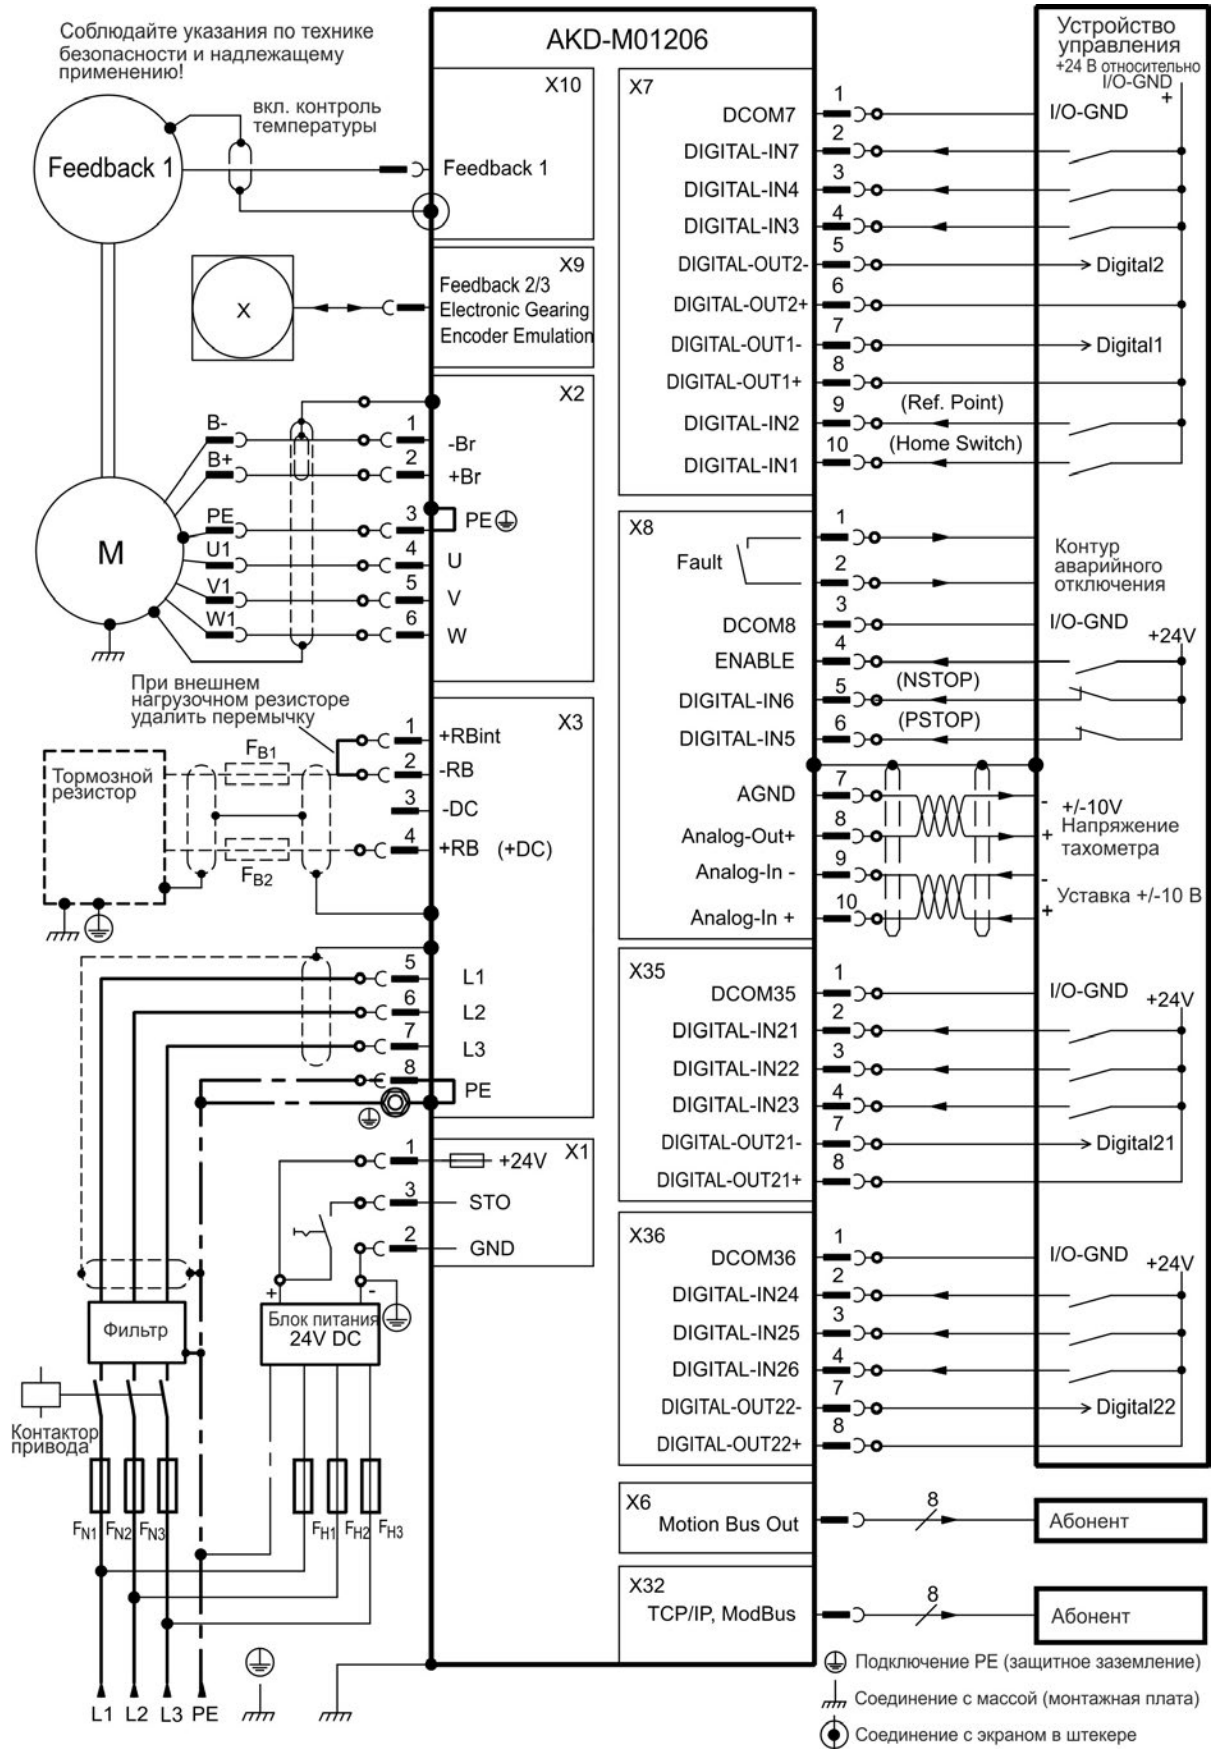 Соблюдайте указания по технике
безопасности и надлежащему
применению!
вкл. контроль
температуры
Feedback 1
AKD-M01206
X10
Feedback 1
X
X9
Feedback 2/3
Electronic Gearing
Encoder Emulation
X2
B-
1
-Br
B+
2
+Br
PE
3
PE
U1
4
U
V1
5
V
W1
6
W
M
При внешнем
нагрузочном резисторе
удалить перемычку
X3
1
+RBint
FB1
2
-RB
Тормозной
резистор
3
-DC
4
+RB (+DC)
FB2
5
L1
6
L2
7
L3
8
PE
X1
1
+24V
3
STO
2
GND
+
-
Блок питания
24V DC
Фильтр
Контактор
привода
FN1 FN2 FN3 FH1 FH2 FH3
L1 L2 L3 PE
X7
1
DCOM7
2
DIGITAL-IN7
3
DIGITAL-IN4
4
DIGITAL-IN3
5
DIGITAL-OUT2-
Digital2
6
DIGITAL-OUT2+
7
DIGITAL-OUT1-
Digital1
8
DIGITAL-OUT1+
9
(Ref. Point)
DIGITAL-IN2
10
(Home Switch)
DIGITAL-IN1
Устройство
управления
+24 В относительно
I/O-GND
+
I/O-GND
X8
1
Fault
2
Контур
аварийного
отключения
3
DCOM8
I/O-GND
+24V
4
ENABLE
5
(NSTOP)
DIGITAL-IN6
6
(PSTOP)
DIGITAL-IN5
7
AGND
-
+/-10V
8
Analog-Out+
+
Напряжение
тахометра
9
Analog-In -
-
Уставка +/-10 В
10
Analog-In +
+
X35
1
DCOM35
I/O-GND
+24V
2
DIGITAL-IN21
3
DIGITAL-IN22
4
DIGITAL-IN23
7
DIGITAL-OUT21-
Digital21
8
DIGITAL-OUT21+
X36
1
DCOM36
I/O-GND
+24V
2
DIGITAL-IN24
3
DIGITAL-IN25
4
DIGITAL-IN26
7
DIGITAL-OUT22-
Digital22
8
DIGITAL-OUT22+
X6
Motion Bus Out
8
Абонент
X32
TCP/IP, ModBus
8
Абонент
Подключение PE (защитное заземление)
Соединение с массой (монтажная плата)
Соединение с экраном в штекере